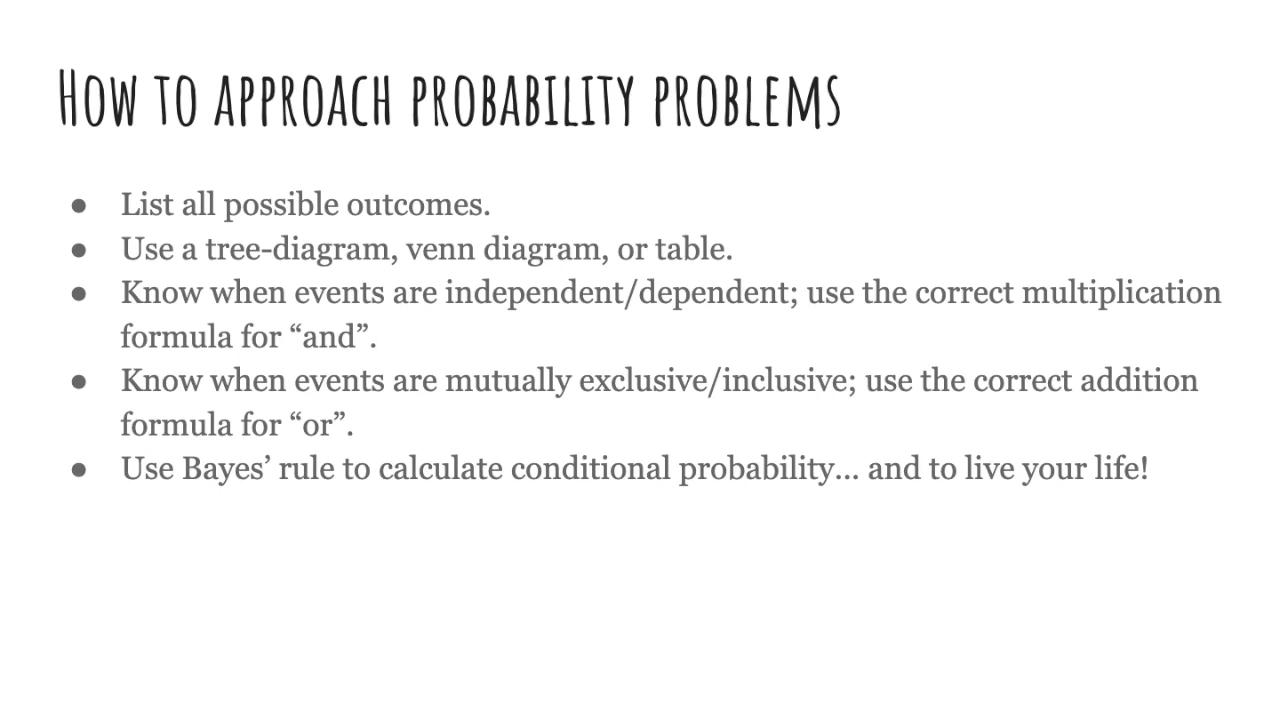 How to approach probability problems
● List all possible outcomes.
● Use a tree-diagram, venn diagram, or table.
● Know when events are independent/dependent; use the correct multiplication
formula for “and”.
● Know when events are mutually exclusive/inclusive; use the correct addition
formula for “or”.
● Use Bayes’ rule to calculate conditional probability... and to live your life!